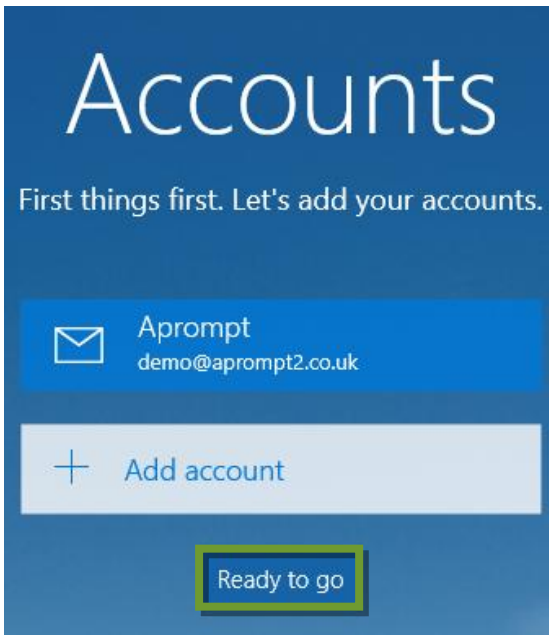 Accounts
First things first. Let's add your accounts.
Aprompt
demo@aprompt2.co.uk
Add account
Ready to go